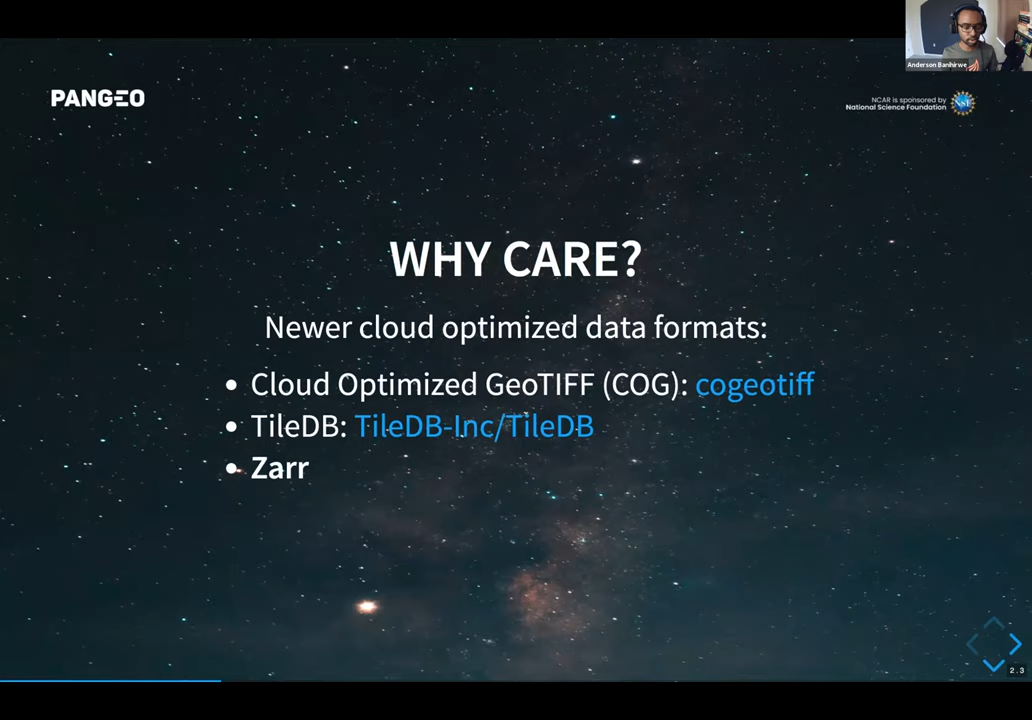 Anderson Banihirwe
PANGEO
NCAR is sponsored by
National Science Foundation
NSF
WHY CARE?
Newer cloud optimized data formats:
• Cloud Optimized GeoTIFF (COG): cogeotiff
• TileDB: TileDB-Inc/TileDB
• Zarr
2.3